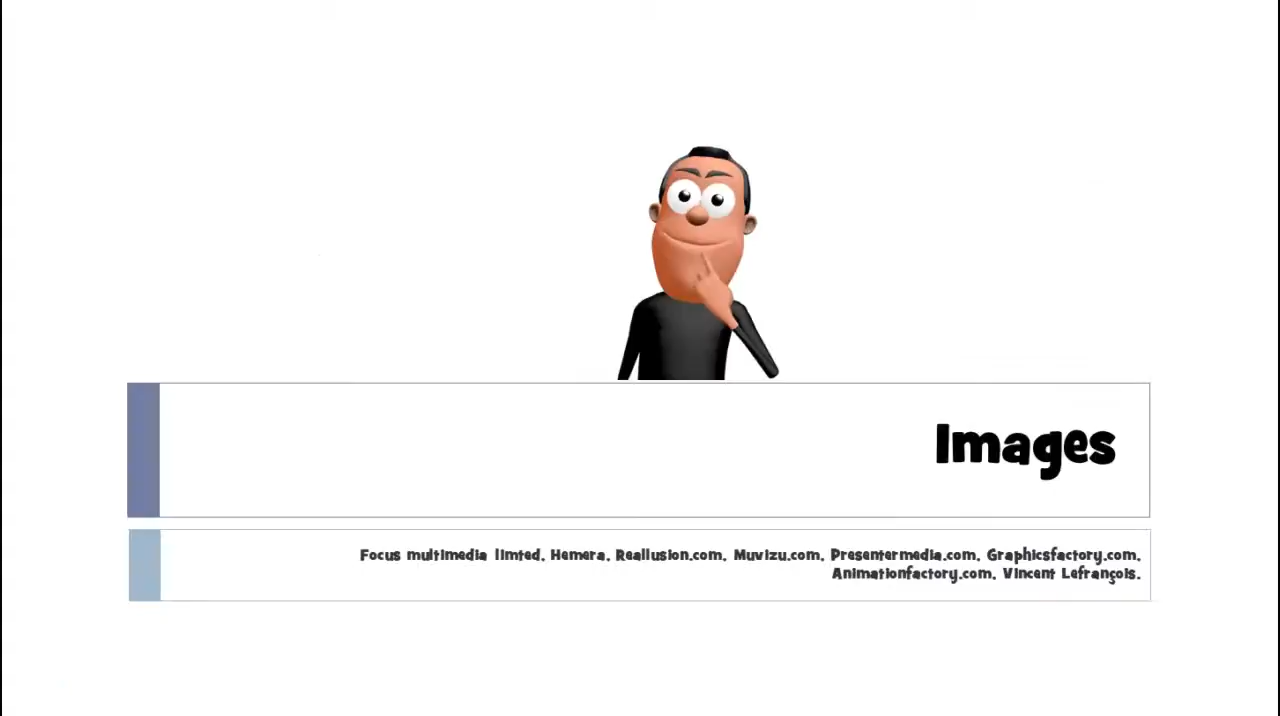 Images
Focus multimedia limted, Hemera, Reallusion.com, Muvizu.com, Presentermedia.com, Graphicsfactory.com,
Animationfactory.com, Vincent Lefrançois.